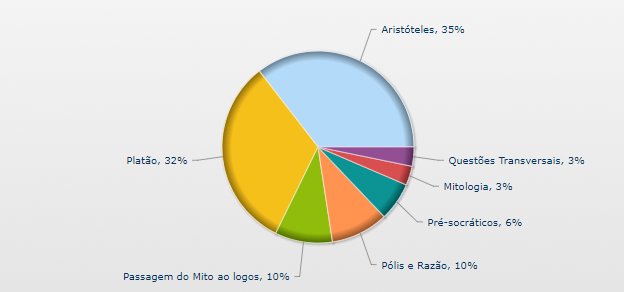 Aristóteles, 35%
Platão, 32%
Questões Transversais, 3%
Mitologia, 3%
Pré-socráticos, 6%
Pólis e Razão, 10%
Passagem do Mito ao logos, 10%